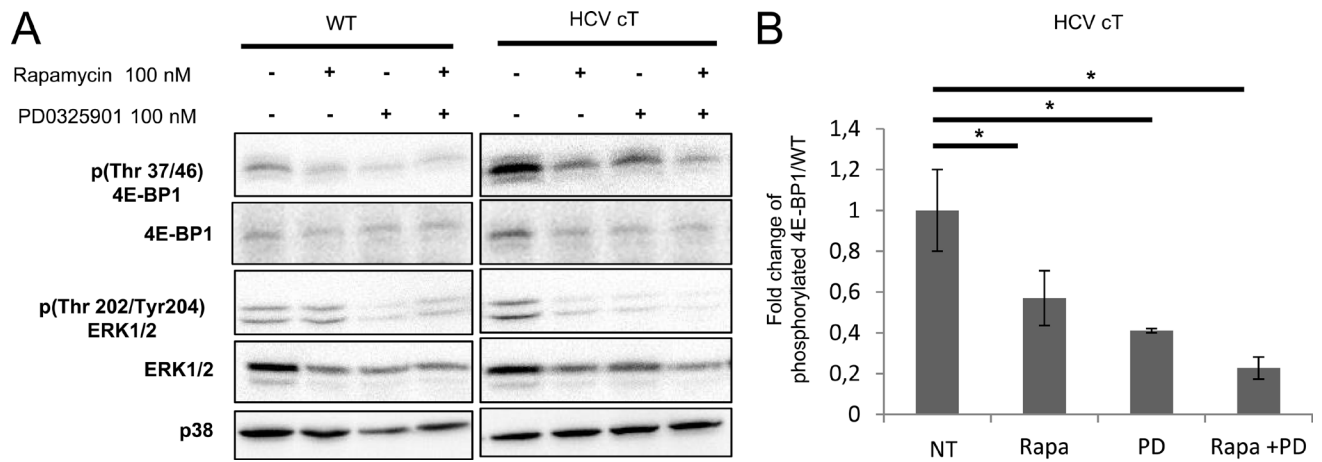 A
WT
HCV cT
Rapamycin 100 nM - + - + - + - +
PD0325901 100 nM - - + + - - + +
p(Thr 37/46)
4E-BP1
4E-BP1
p(Thr 202/Tyr204)
ERK1/2
ERK1/2
p38
B
HCV cT
*
*
*
Fold change of
phosphorylated 4E-BP1/WT
1,4
1,2
1
0,8
0,6
0,4
0,2
0
NT Rapa PD Rapa +PD